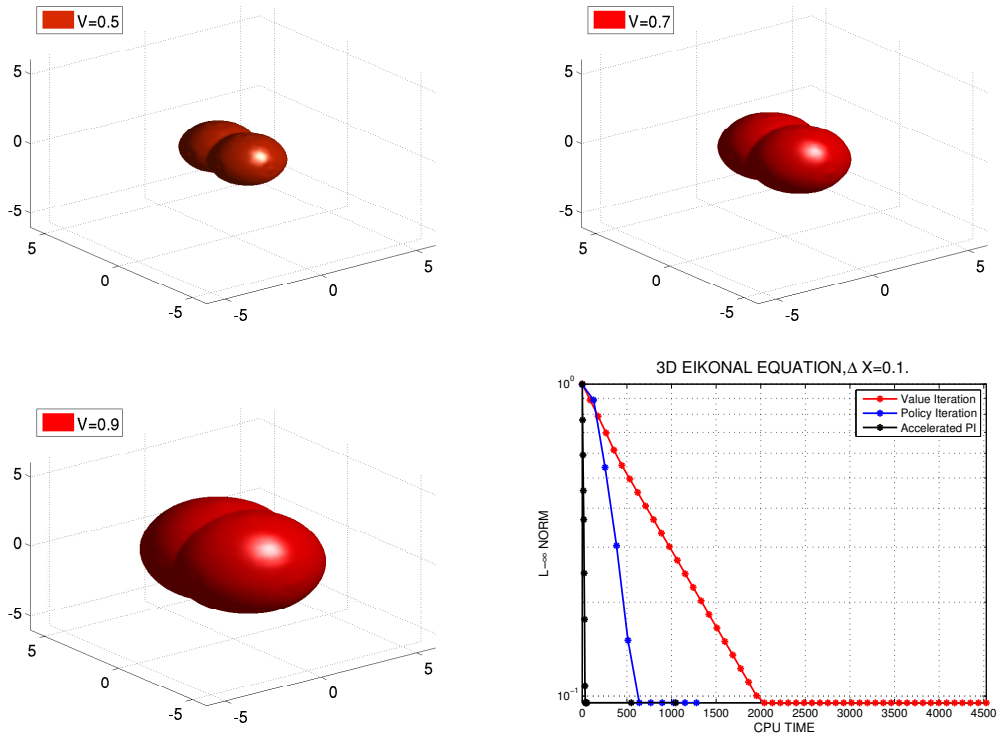 V=0.5
5
0
-5
5
0
-5
-5
0
5
V=0.7
5
0
-5
5
0
-5
-5
0
5
V=0.9
5
0
-5
5
0
-5
-5
0
5
3D EIKONAL EQUATION,Δ X=0.1.
Value Iteration
Policy Iteration
Accelerated PI
10^0
10^−1
L−∞ NORM
0 500 1000 1500 2000 2500 3000 3500 4000 4500
CPU TIME